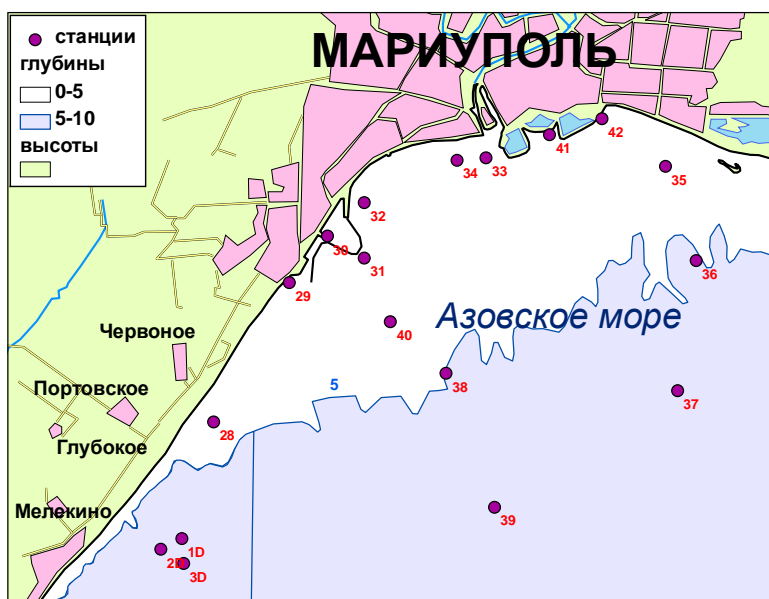 станции
глубины
0-5
5-10
высоты
МАРИУПОЛЬ
42
41
34
33
35
32
30
31
36
29
40
Азовское море
Червоное
38
5
37
Портовское
28
Глубокое
39
Мелекино
1D
2D
3D